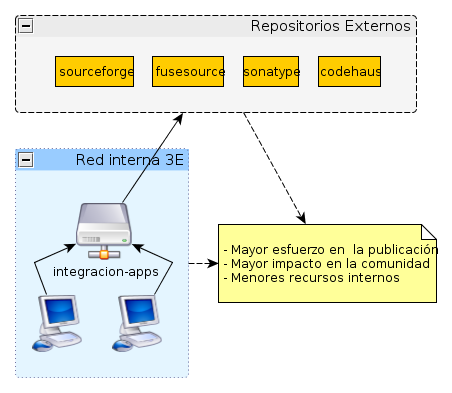 Repositorios Externos
sourceforge fusesource sonatype codehaus
Red interna 3E
integracion-apps
- Mayor esfuerzo en  la publicación
- Mayor impacto en la comunidad
- Menores recursos internos